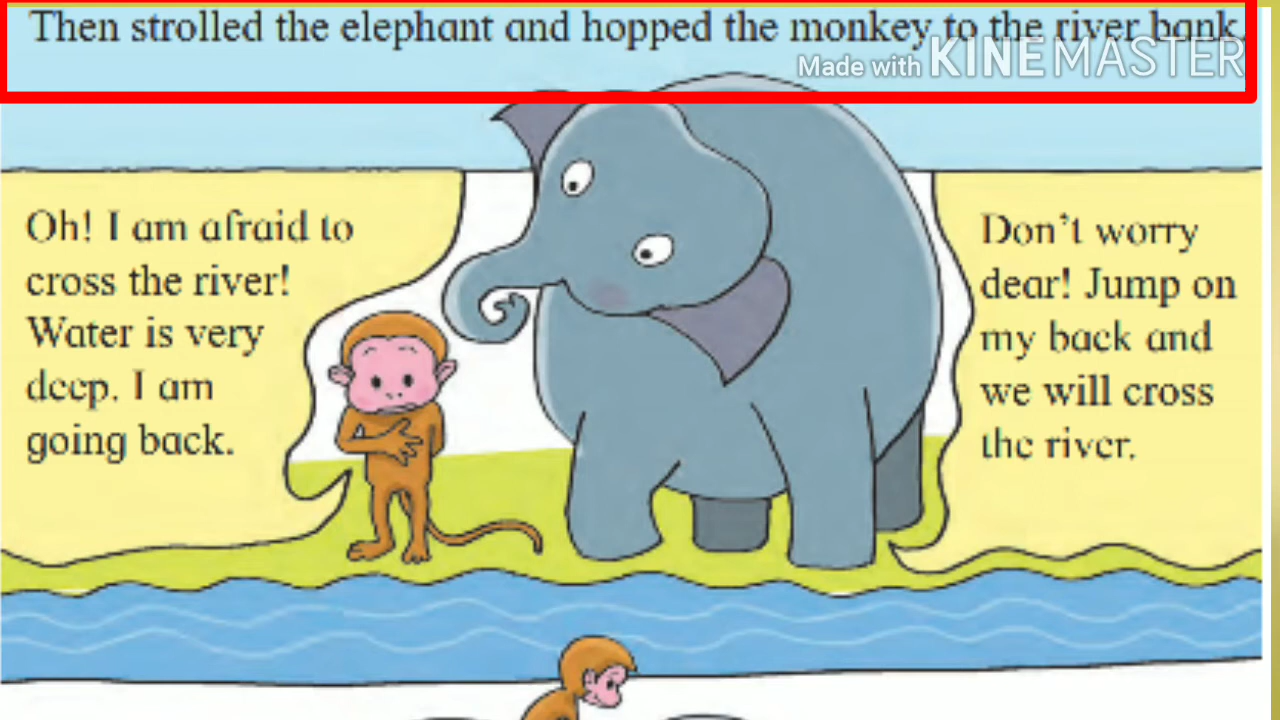 Then strolled the elephant and hopped the monkey to the river bank.
Made with KINEMASTER
Oh! I am afraid to
cross the river!
Water is very
deep. I am
going back.
Don't worry
dear! Jump on
my back and
we will cross
the river.